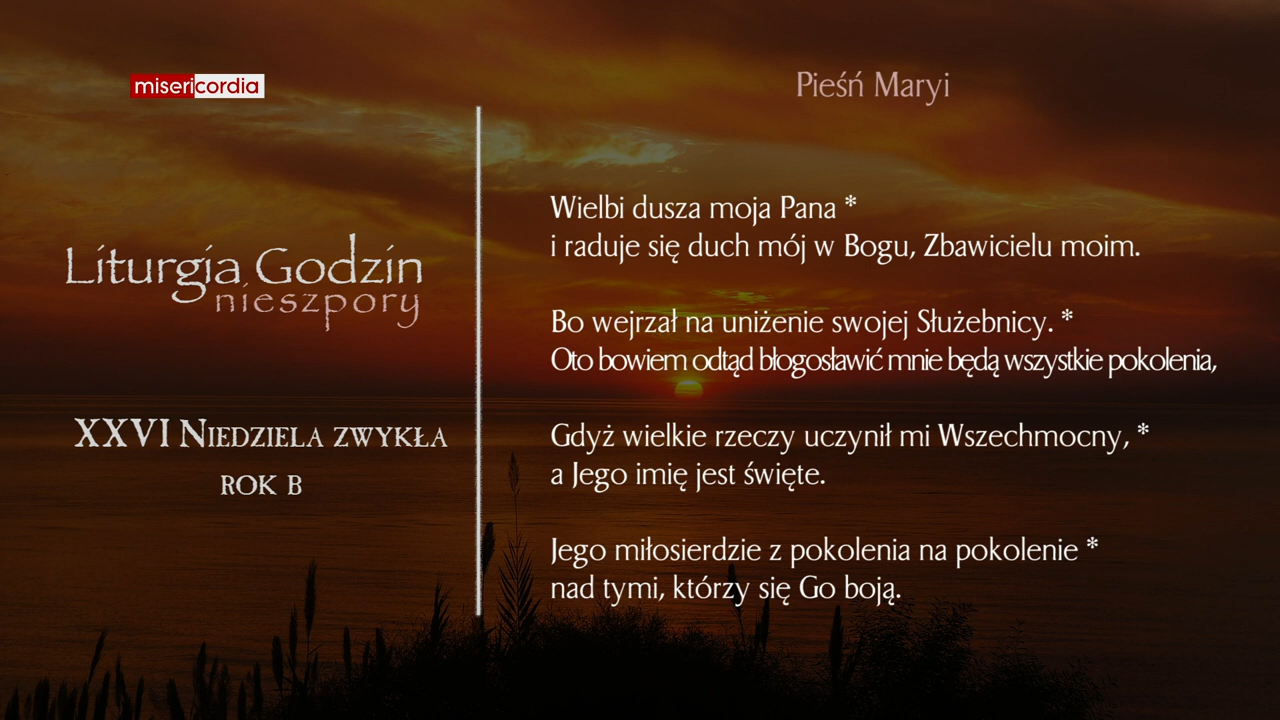 misericordia
Liturgia Godzin
nieszpory
XXVI Niedziela zwykła
ROK B
Pieśń Maryi
Wielbi dusza moja Pana *
i raduje się duch mój w Bogu, Zbawicielu moim.
Bo wejrzał na uniżenie swojej Służebnicy. *
Oto bowiem odtąd błogosławić mnie będą wszystkie pokolenia,
Gdyż wielkie rzeczy uczynił mi Wszechmocny, *
a Jego imię jest święte.
Jego miłosierdzie z pokolenia na pokolenie *
nad tymi, którzy się Go boją.